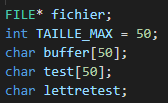 FILE* fichier;
int TAILLE_MAX = 50;
char buffer[50];
char test[50];
char lettretest;